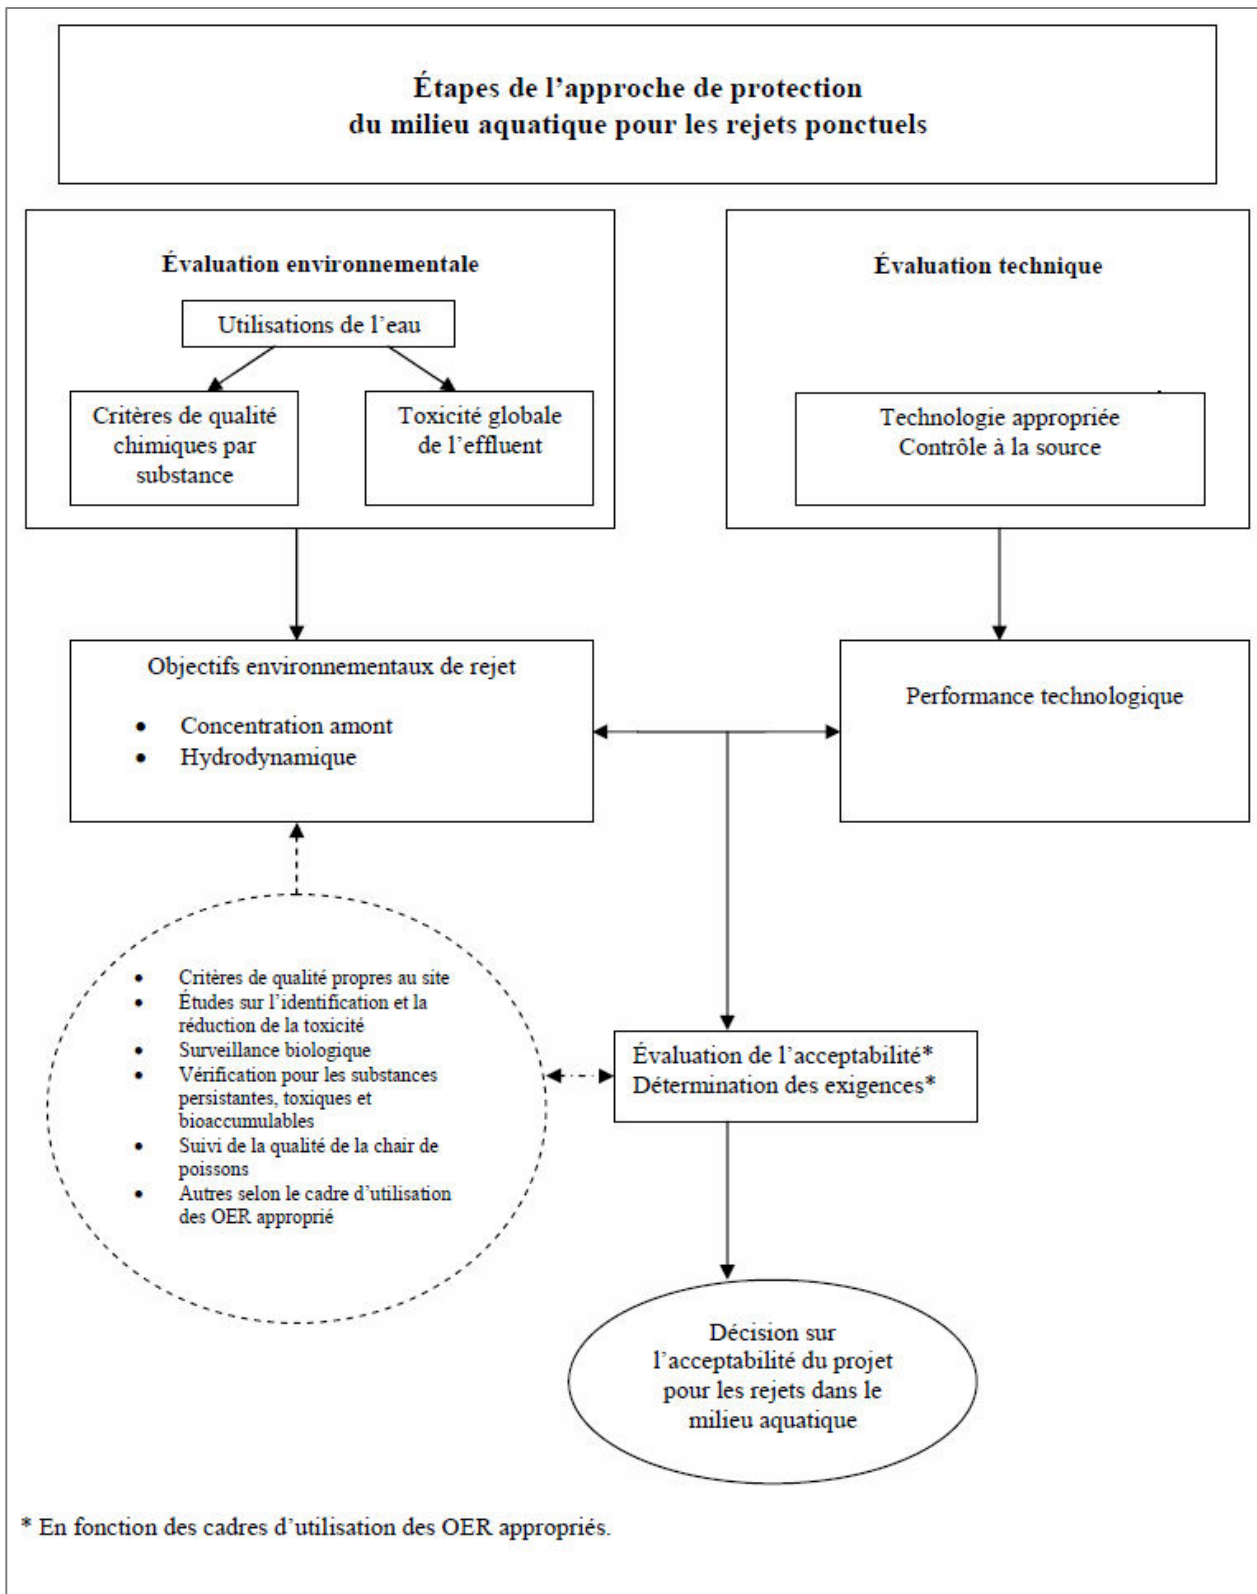 Étapes de l'approche de protection
du milieu aquatique pour les rejets ponctuels
Évaluation environnementale
Utilisations de l'eau
Critères de qualité
chimiques par
substance
Toxicité globale
de l'effluent
Évaluation technique
Technologie appropriée
Contrôle à la source
Objectifs environnementaux de rejet
• Concentration amont
• Hydrodynamique
Performance technologique
• Critères de qualité propres au site
• Études sur l'identification et la
réduction de la toxicité
• Surveillance biologique
• Vérification pour les substances
persistantes, toxiques et
bioaccumulables
• Suivi de la qualité de la chair de
poissons
• Autres selon le cadre d'utilisation
des OER approprié
Évaluation de l'acceptabilité*
Détermination des exigences*
Décision sur
l'acceptabilité du projet
pour les rejets dans le
milieu aquatique
* En fonction des cadres d'utilisation des OER appropriés.